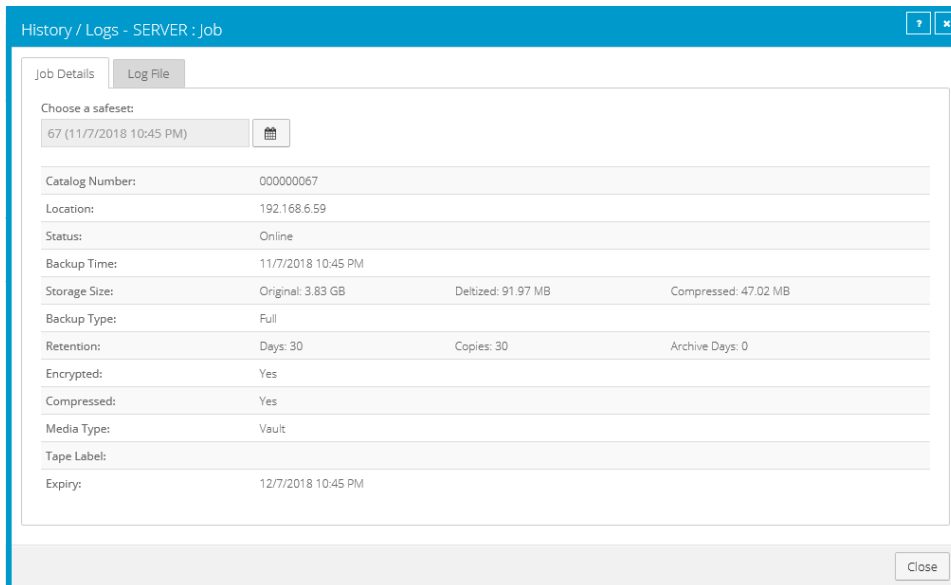 History / Logs - SERVER : Job
?
x
Job Details
Log File
Choose a safeset:
67 (11/7/2018 10:45 PM)
Catalog Number: 000000067
Location: 192.168.6.59
Status: Online
Backup Time: 11/7/2018 10:45 PM
Storage Size: Original: 3.83 GB Deltized: 91.97 MB Compressed: 47.02 MB
Backup Type: Full
Retention: Days: 30 Copies: 30 Archive Days: 0
Encrypted: Yes
Compressed: Yes
Media Type: Vault
Tape Label:
Expiry: 12/7/2018 10:45 PM
Close